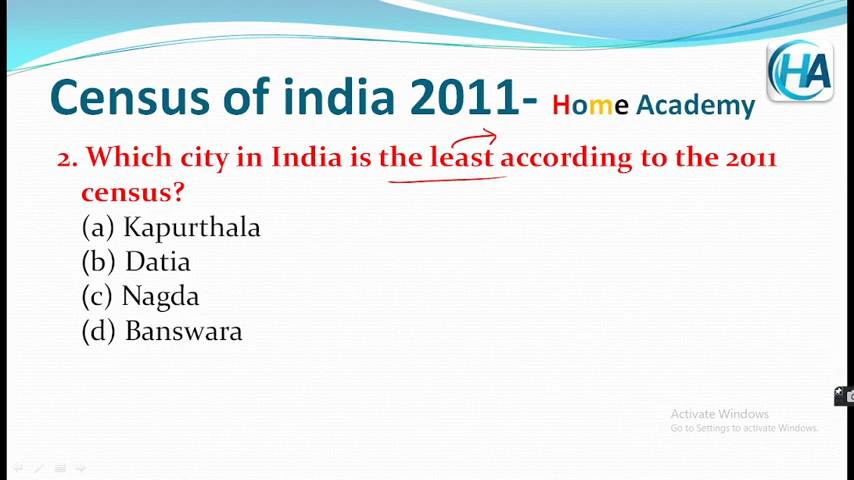 Census of india 2011- Home Academy
HA
2. Which city in India is the least according to the 2011
census?
(a) Kapurthala
(b) Datia
(c) Nagda
(d) Banswara
Activate Windows
Go to Settings to activate Windows.